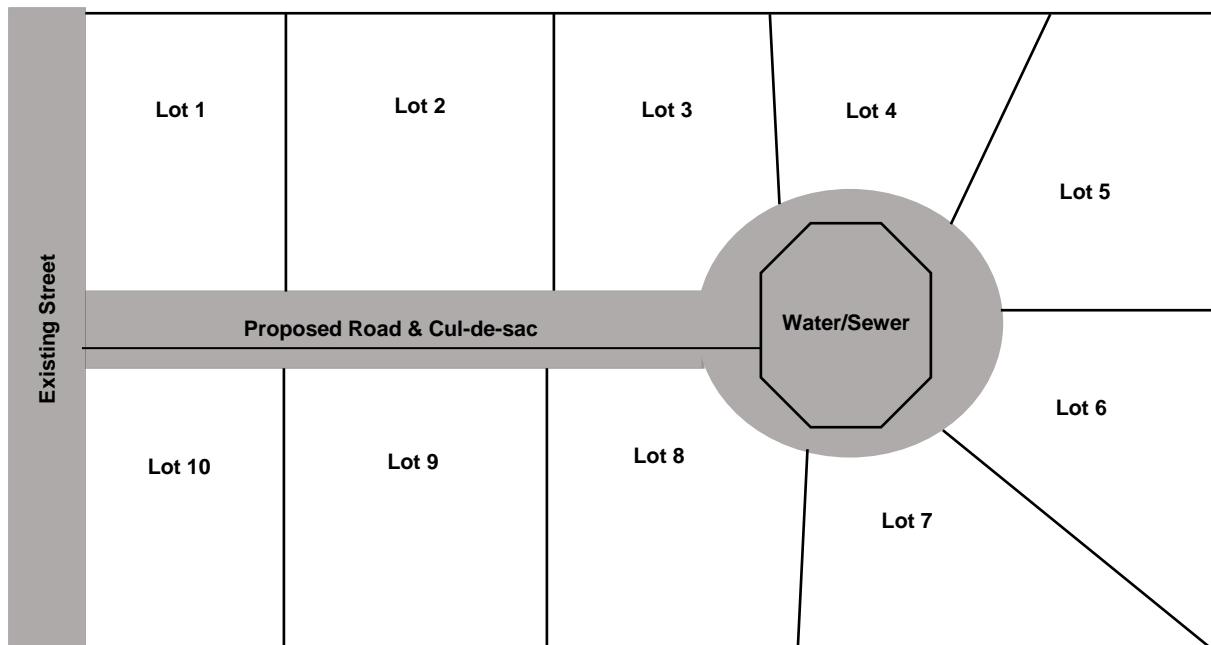 Lot 1
Lot 2
Lot 3
Lot 4
Lot 5
Existing Street
Proposed Road & Cul-de-sac
Water/Sewer
Lot 6
Lot 10
Lot 9
Lot 8
Lot 7